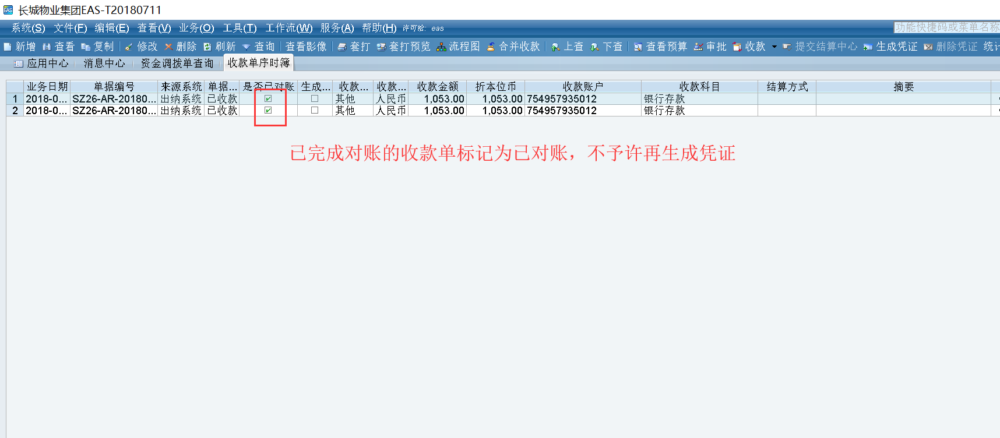 长城物业集团EAS-T20180711
系统(S) 文件(F) 编辑(E) 查看(V) 业务(O) 工具(T) 工作流(W) 服务(A) 帮助(H) 许可给: eas 功能快捷码或菜单名称
新增 查看 复制 修改 删除 刷新 查询 查看影像 套打 套打预览 流程图 合并收款 上查 下查 查看预算 审批 收款 提交结算中心 生成凭证 删除凭证 统计
应用中心 消息中心 资金调拨单查询 收款单序时簿
业务日期 单据编号 来源系统 单据... 是否已对账 生成... 收款... 收款... 收款金额 折本位币 收款账户 收款科目 结算方式 摘要
1 2018-0... SZ26-AR-20180... 出纳系统 已收款 其他 人民币 1,053.00 1,053.00 754957935012 银行存款
2 2018-0... SZ26-AR-20180... 出纳系统 已收款 其他 人民币 1,053.00 1,053.00 754957935012 银行存款
已完成对账的收款单标记为已对账，不予许再生成凭证